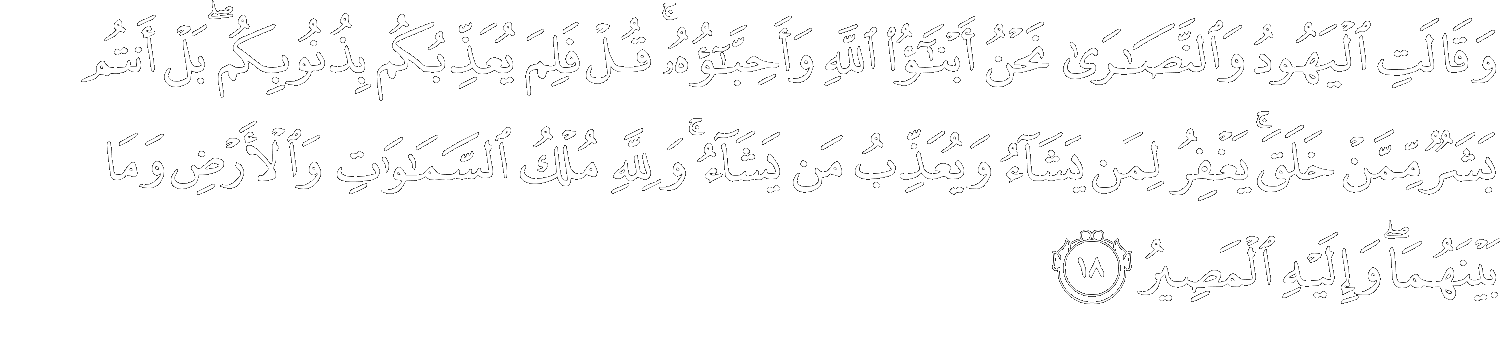 وَقَالَتِ ٱلْيَهُودُ وَٱلنَّصَـٰرَىٰ نَحْنُ أَبْنَـٰٓؤُا۟ ٱللَّهِ وَأَحِبَّـٰٓؤُهُۥ ۚ قُلْ فَلِمَ يُعَذِّبُكُم بِذُنُوبِكُم ۖ بَلْ أَنتُم
بَشَرٌ مِّمَّنْ خَلَقَ ۚ يَغْفِرُ لِمَن يَشَآءُ وَيُعَذِّبُ مَن يَشَآءُ ۚ وَلِلَّهِ مُلْكُ ٱلسَّمَـٰوَٰتِ وَٱلْأَرْضِ وَمَا
بَيْنَهُمَا ۖ وَإِلَيْهِ ٱلْمَصِيرُ ١٨